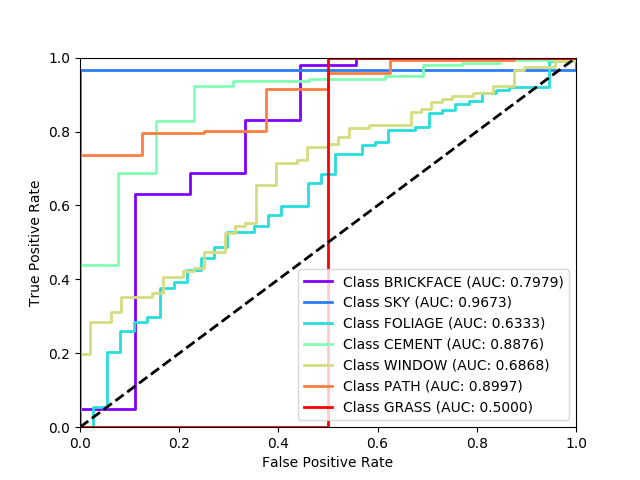 1.0
0.8
0.6
0.4
0.2
0.0
True Positive Rate
Class BRICKFACE (AUC: 0.7979)
Class SKY (AUC: 0.9673)
Class FOLIAGE (AUC: 0.6333)
Class CEMENT (AUC: 0.8876)
Class WINDOW (AUC: 0.6868)
Class PATH (AUC: 0.8997)
Class GRASS (AUC: 0.5000)
0.0 0.2 0.4 0.6 0.8 1.0
False Positive Rate